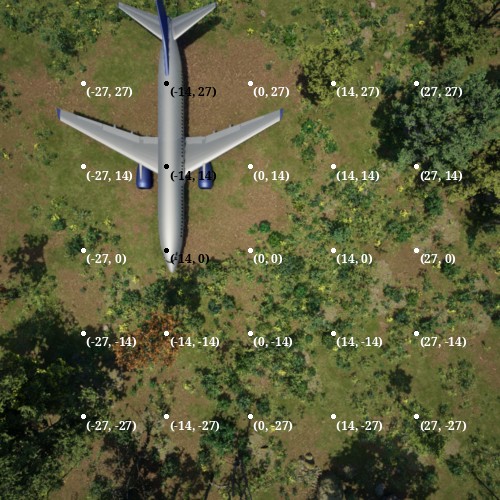 (-27, 27) (-14, 27) (0, 27) (14, 27) (27, 27)
(-27, 14) (-14, 14) (0, 14) (14, 14) (27, 14)
(-27, 0) (-14, 0) (0, 0) (14, 0) (27, 0)
(-27, -14) (-14, -14) (0, -14) (14, -14) (27, -14)
(-27, -27) (-14, -27) (0, -27) (14, -27) (27, -27)